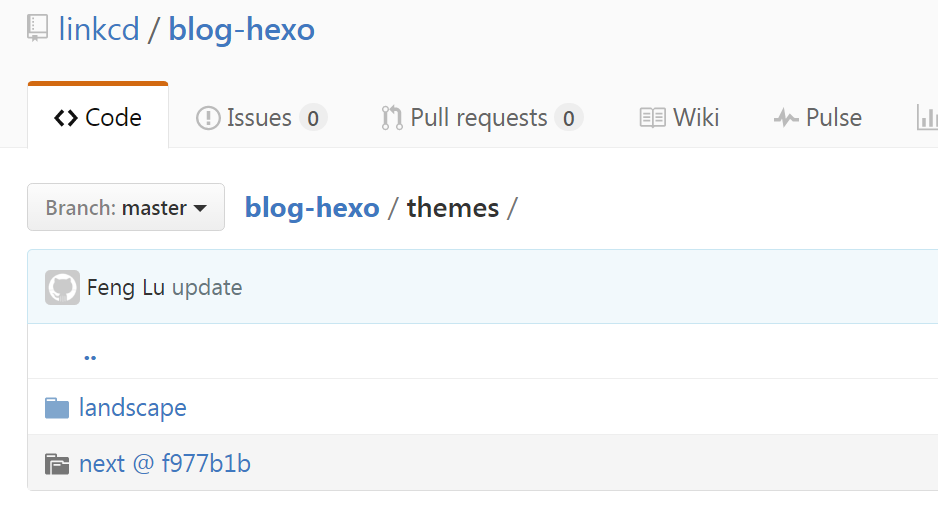 linkcd / blog-hexo
Code Issues 0 Pull requests 0 Wiki Pulse
Branch: master blog-hexo / themes /
Feng Lu update
..
landscape
next @ f977b1b